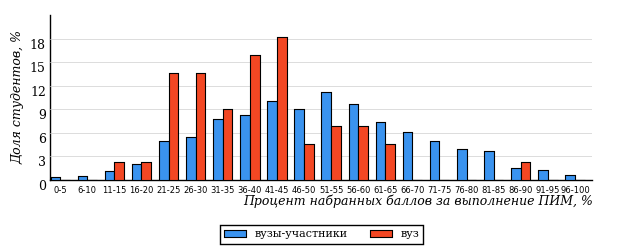 Доля студентов, %
18
15
12
9
6
3
0
0-5 6-10 11-15 16-20 21-25 26-30 31-35 36-40 41-45 46-50 51-55 56-60 61-65 66-70 71-75 76-80 81-85 86-90 91-95 96-100
Процент набранных баллов за выполнение ПИМ, %
вузы-участники вуз